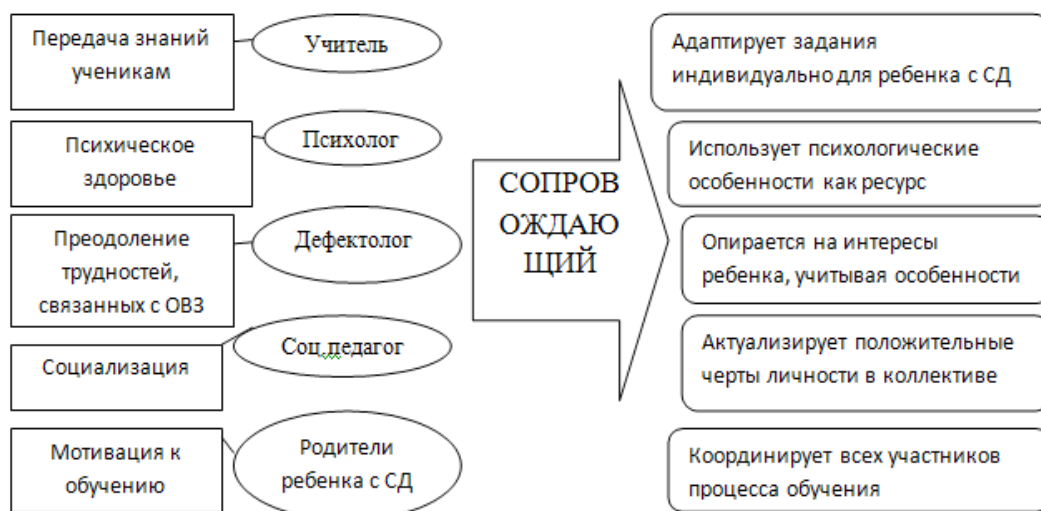 Передача знаний
ученикам
Учитель
Психическое
здоровье
Психолог
Преодоление
трудностей,
связанных с ОВЗ
Дефектолог
Социализация
Соц.педагог
Мотивация к
обучению
Родители
ребенка с СД
СОПРОВ
ОЖДАЮ
ЩИЙ
Адаптирует задания
индивидуально для ребенка с СД
Использует психологические
особенности как ресурс
Опирается на интересы
ребенка, учитывая особенности
Актуализирует положительные
черты личности в коллективе
Координирует всех участников
процесса обучения